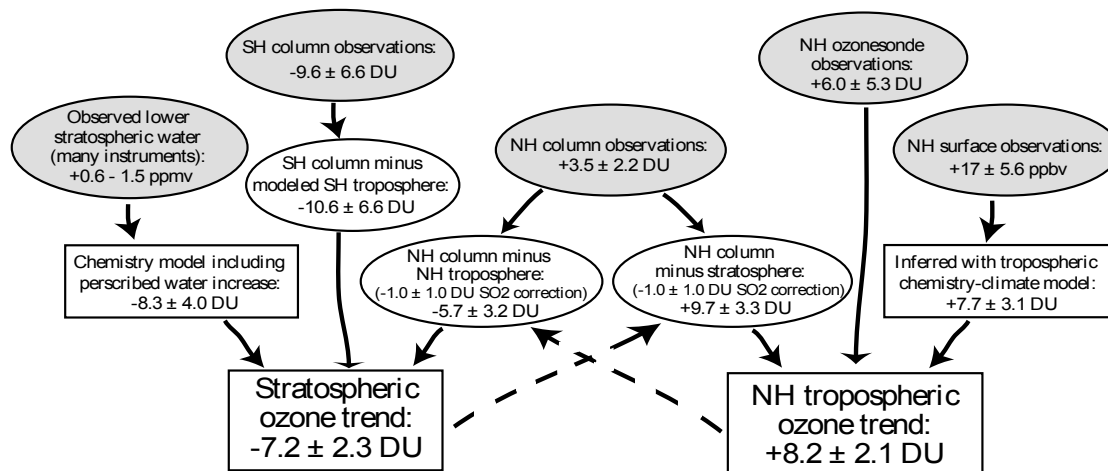 SH column observations:
-9.6 ± 6.6 DU
NH ozonesonde
observations:
+6.0 ± 5.3 DU
Observed lower
stratospheric water
(many instruments):
+0.6 - 1.5 ppmv
SH column minus
modeled SH troposphere:
-10.6 ± 6.6 DU
NH column observations:
+3.5 ± 2.2 DU
NH surface observations:
+17 ± 5.6 ppbv
Chemistry model including
perscribed water increase:
-8.3 ± 4.0 DU
NH column minus
NH troposphere:
(-1.0 ± 1.0 DU SO2 correction)
-5.7 ± 3.2 DU
NH column
minus stratosphere:
(-1.0 ± 1.0 DU SO2 correction)
+9.7 ± 3.3 DU
Inferred with tropospheric
chemistry-climate model:
+7.7 ± 3.1 DU
Stratospheric
ozone trend:
-7.2 ± 2.3 DU
NH tropospheric
ozone trend:
+8.2 ± 2.1 DU